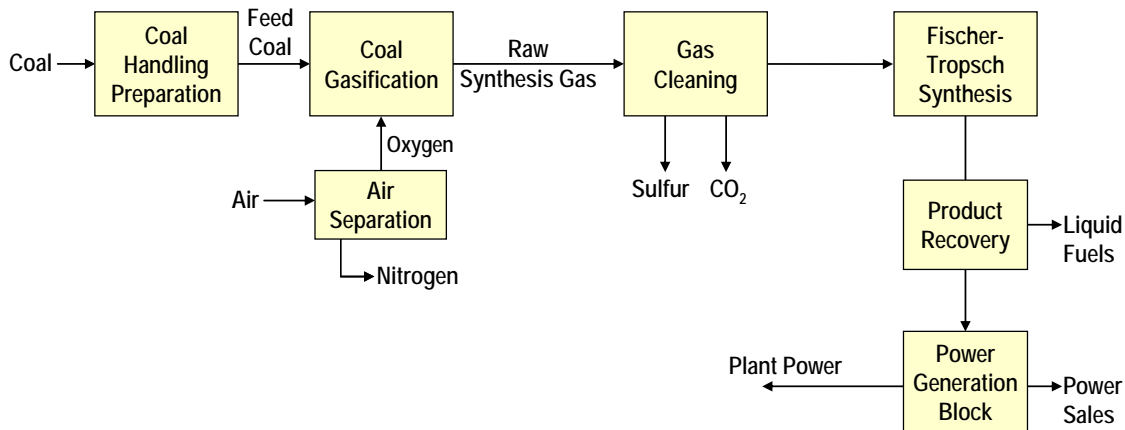 Coal
Coal
Handling
Preparation
Feed
Coal
Coal
Gasification
Raw
Synthesis Gas
Gas
Cleaning
Fischer-
Tropsch
Synthesis
Oxygen
Air
Air
Separation
Nitrogen
Sulfur
CO₂
Product
Recovery
Liquid
Fuels
Plant Power
Power
Generation
Block
Power
Sales